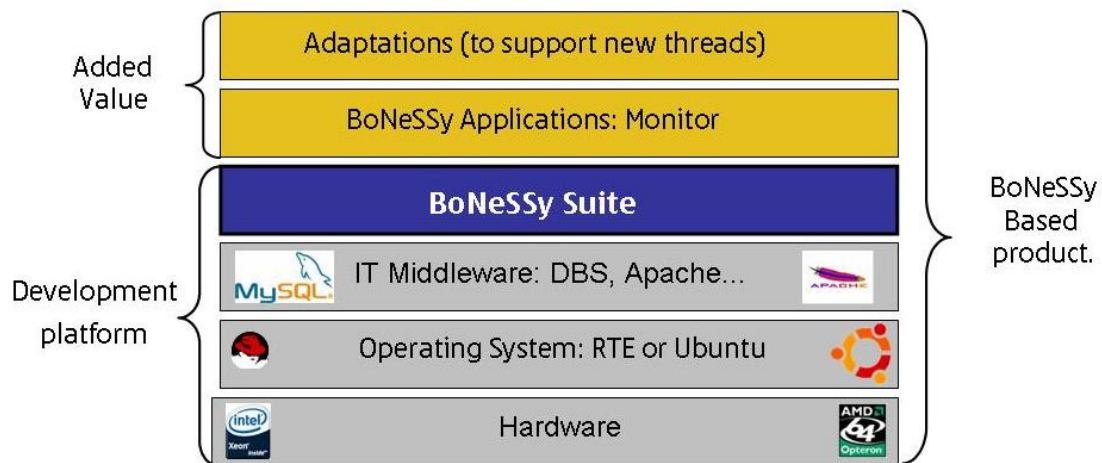 Adaptations (to support new threads)
Added
Value
BoNeSSy Applications: Monitor
BoNeSSy Suite
BoNeSSy
Based
product.
MySQL
IT Middleware: DBS, Apache...
APACHE
Development
platform
Operating System: RTE or Ubuntu
intel
Xeon
inside
Hardware
AMD
64
Opteron